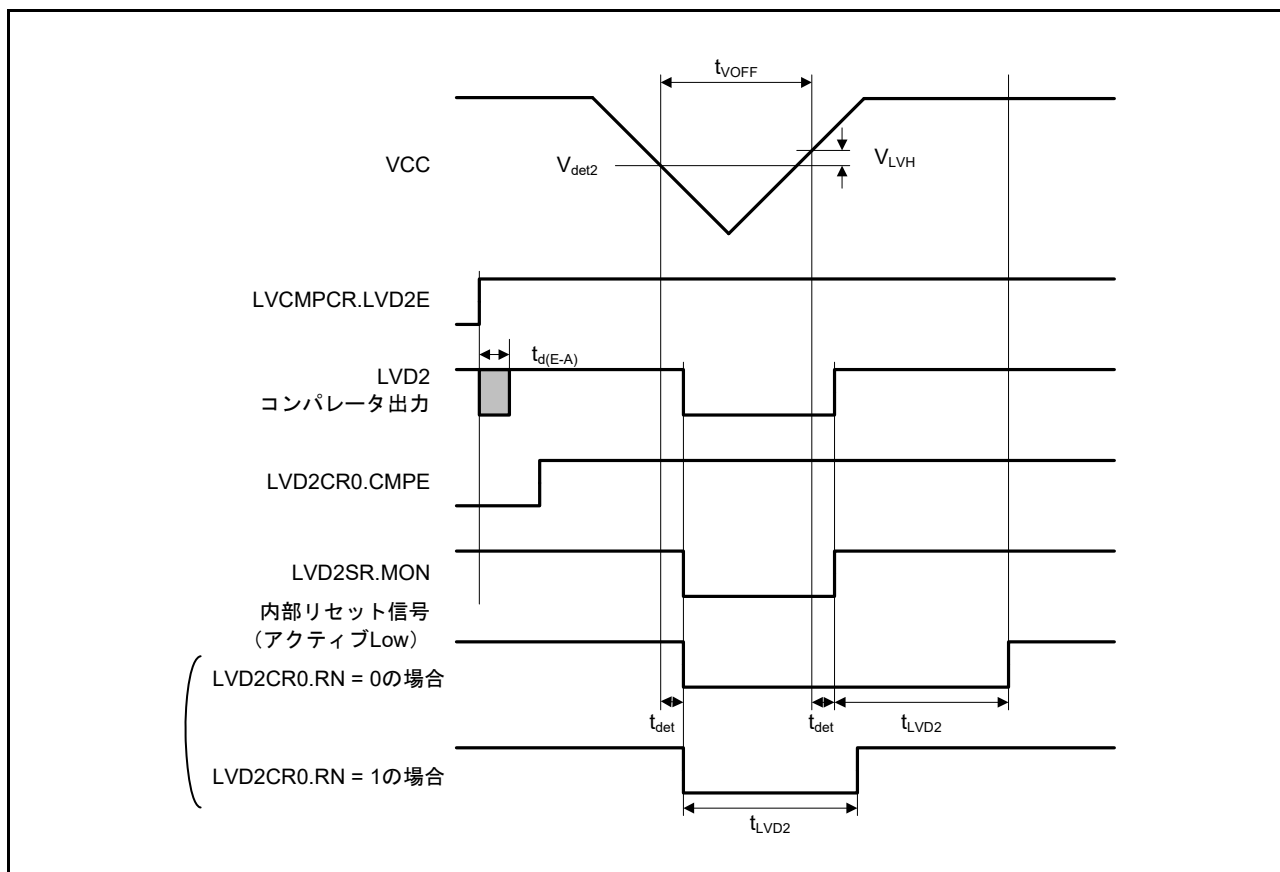 tVOFF
VCC
Vdet2
VLVH
LVCMPCR.LVD2E
td(E-A)
LVD2
コンパレータ出力
LVD2CR0.CMPE
LVD2SR.MON
内部リセット信号
（アクティブLow）
LVD2CR0.RN = 0の場合
tdet
tdet
tLVD2
LVD2CR0.RN = 1の場合
tLVD2